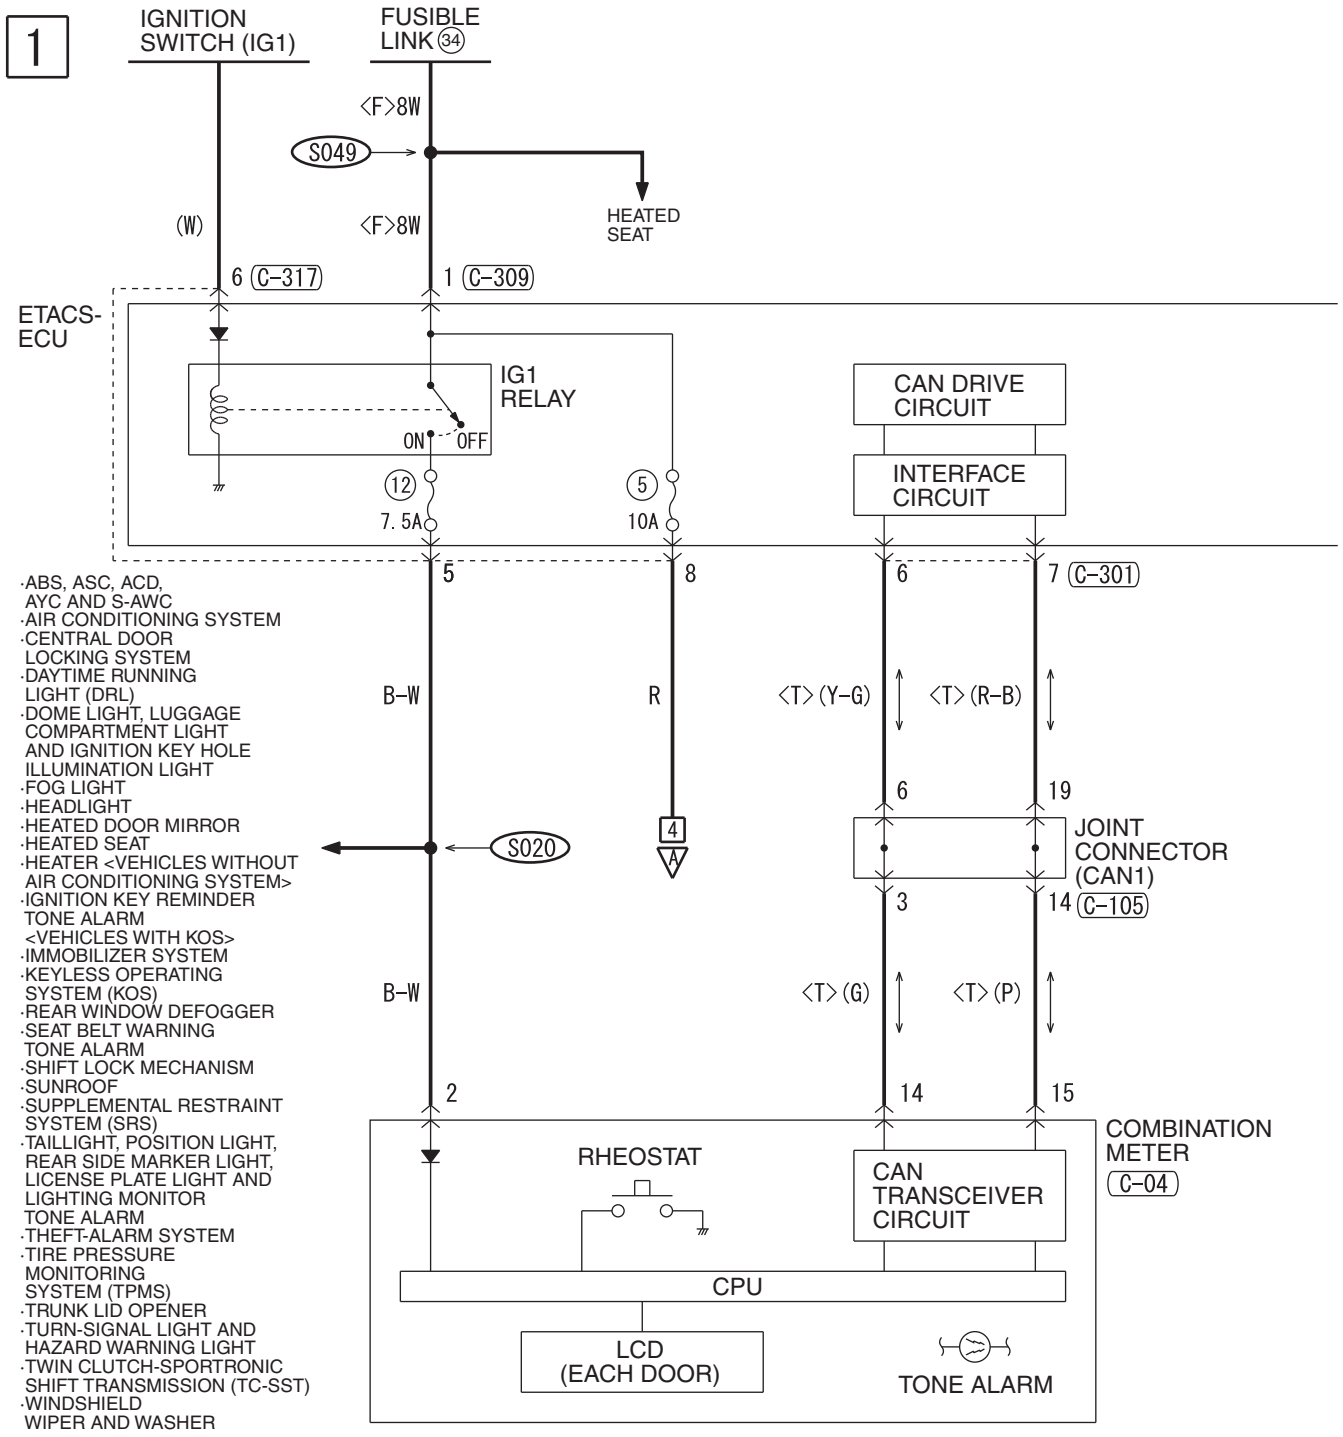 1
IGNITION
SWITCH (IG1)
FUSIBLE
LINK 34
<F>8W
S049
HEATED
SEAT
(W)
<F>8W
6 C-317
1 C-309
ETACS-
ECU
IG1
RELAY
ON
OFF
12
7.5A
5
10A
CAN DRIVE
CIRCUIT
INTERFACE
CIRCUIT
5
8
6
7 C-301
·ABS, ASC, ACD,
AYC AND S-AWC
·AIR CONDITIONING SYSTEM
·CENTRAL DOOR
LOCKING SYSTEM
·DAYTIME RUNNING
LIGHT (DRL)
·DOME LIGHT, LUGGAGE
COMPARTMENT LIGHT
AND IGNITION KEY HOLE
ILLUMINATION LIGHT
·FOG LIGHT
·HEADLIGHT
·HEATED DOOR MIRROR
·HEATED SEAT
·HEATER <VEHICLES WITHOUT
AIR CONDITIONING SYSTEM>
·IGNITION KEY REMINDER
TONE ALARM
<VEHICLES WITH KOS>
·IMMOBILIZER SYSTEM
·KEYLESS OPERATING
SYSTEM (KOS)
·REAR WINDOW DEFOGGER
·SEAT BELT WARNING
TONE ALARM
·SHIFT LOCK MECHANISM
·SUNROOF
·SUPPLEMENTAL RESTRAINT
SYSTEM (SRS)
·TAILLIGHT, POSITION LIGHT,
REAR SIDE MARKER LIGHT,
LICENSE PLATE LIGHT AND
LIGHTING MONITOR
TONE ALARM
·THEFT-ALARM SYSTEM
·TIRE PRESSURE
MONITORING
SYSTEM (TPMS)
·TRUNK LID OPENER
·TURN-SIGNAL LIGHT AND
HAZARD WARNING LIGHT
·TWIN CLUTCH-SPORTRONIC
SHIFT TRANSMISSION (TC-SST)
·WINDSHIELD
WIPER AND WASHER
B-W
R
<T>(Y-G)
<T>(R-B)
6
19
S020
4
A
JOINT
CONNECTOR
(CAN1)
3
14 C-105
B-W
<T>(G)
<T>(P)
2
14
15
COMBINATION
METER
C-04
RHEOSTAT
CAN
TRANSCEIVER
CIRCUIT
CPU
LCD
(EACH DOOR)
TONE ALARM